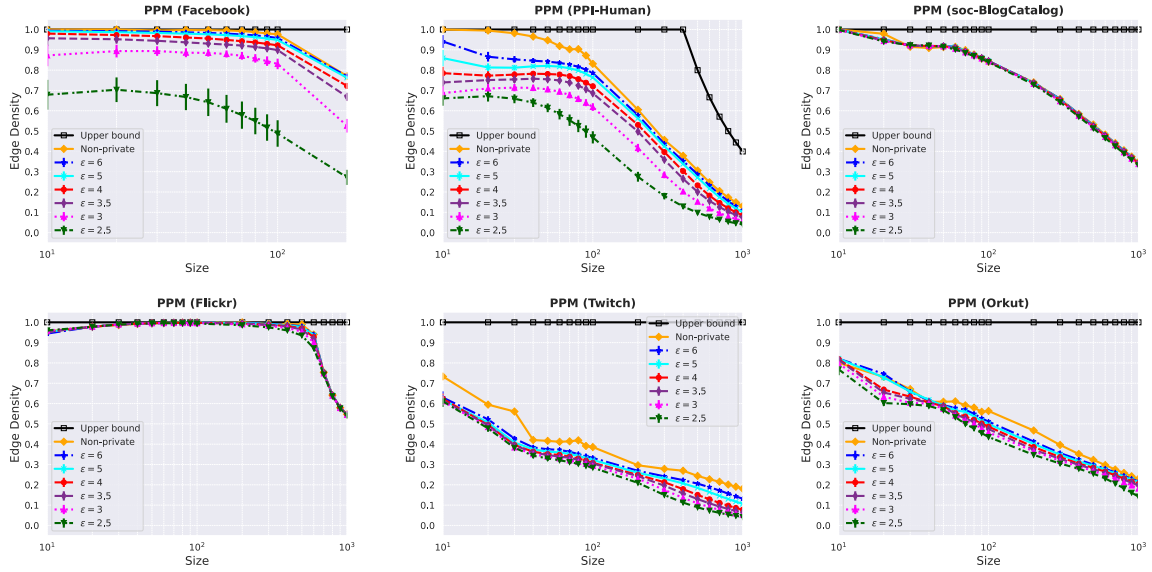 PPM (Facebook)
Edge Density
1.0
0.9
0.8
0.7
0.6
0.5
0.4
0.3
0.2
0.1
0.0
Upper bound
Non-private
ε = 6
ε = 5
ε = 4
ε = 3.5
ε = 3
ε = 2.5
10¹
10²
Size
PPM (PPI-Human)
Edge Density
1.0
0.9
0.8
0.7
0.6
0.5
0.4
0.3
0.2
0.1
0.0
Upper bound
Non-private
ε = 6
ε = 5
ε = 4
ε = 3.5
ε = 3
ε = 2.5
10¹
10²
10³
Size
PPM (soc-BlogCatalog)
Edge Density
1.0
0.9
0.8
0.7
0.6
0.5
0.4
0.3
0.2
0.1
0.0
Upper bound
Non-private
ε = 6
ε = 5
ε = 4
ε = 3.5
ε = 3
ε = 2.5
10¹
10²
10³
Size
PPM (Flickr)
Edge Density
1.0
0.9
0.8
0.7
0.6
0.5
0.4
0.3
0.2
0.1
0.0
Upper bound
Non-private
ε = 6
ε = 5
ε = 4
ε = 3.5
ε = 3
ε = 2.5
10¹
10²
10³
Size
PPM (Twitch)
Edge Density
1.0
0.9
0.8
0.7
0.6
0.5
0.4
0.3
0.2
0.1
0.0
Upper bound
Non-private
ε = 6
ε = 5
ε = 4
ε = 3.5
ε = 3
ε = 2.5
10¹
10²
10³
Size
PPM (Orkut)
Edge Density
1.0
0.9
0.8
0.7
0.6
0.5
0.4
0.3
0.2
0.1
0.0
Upper bound
Non-private
ε = 6
ε = 5
ε = 4
ε = 3.5
ε = 3
ε = 2.5
10¹
10²
10³
Size